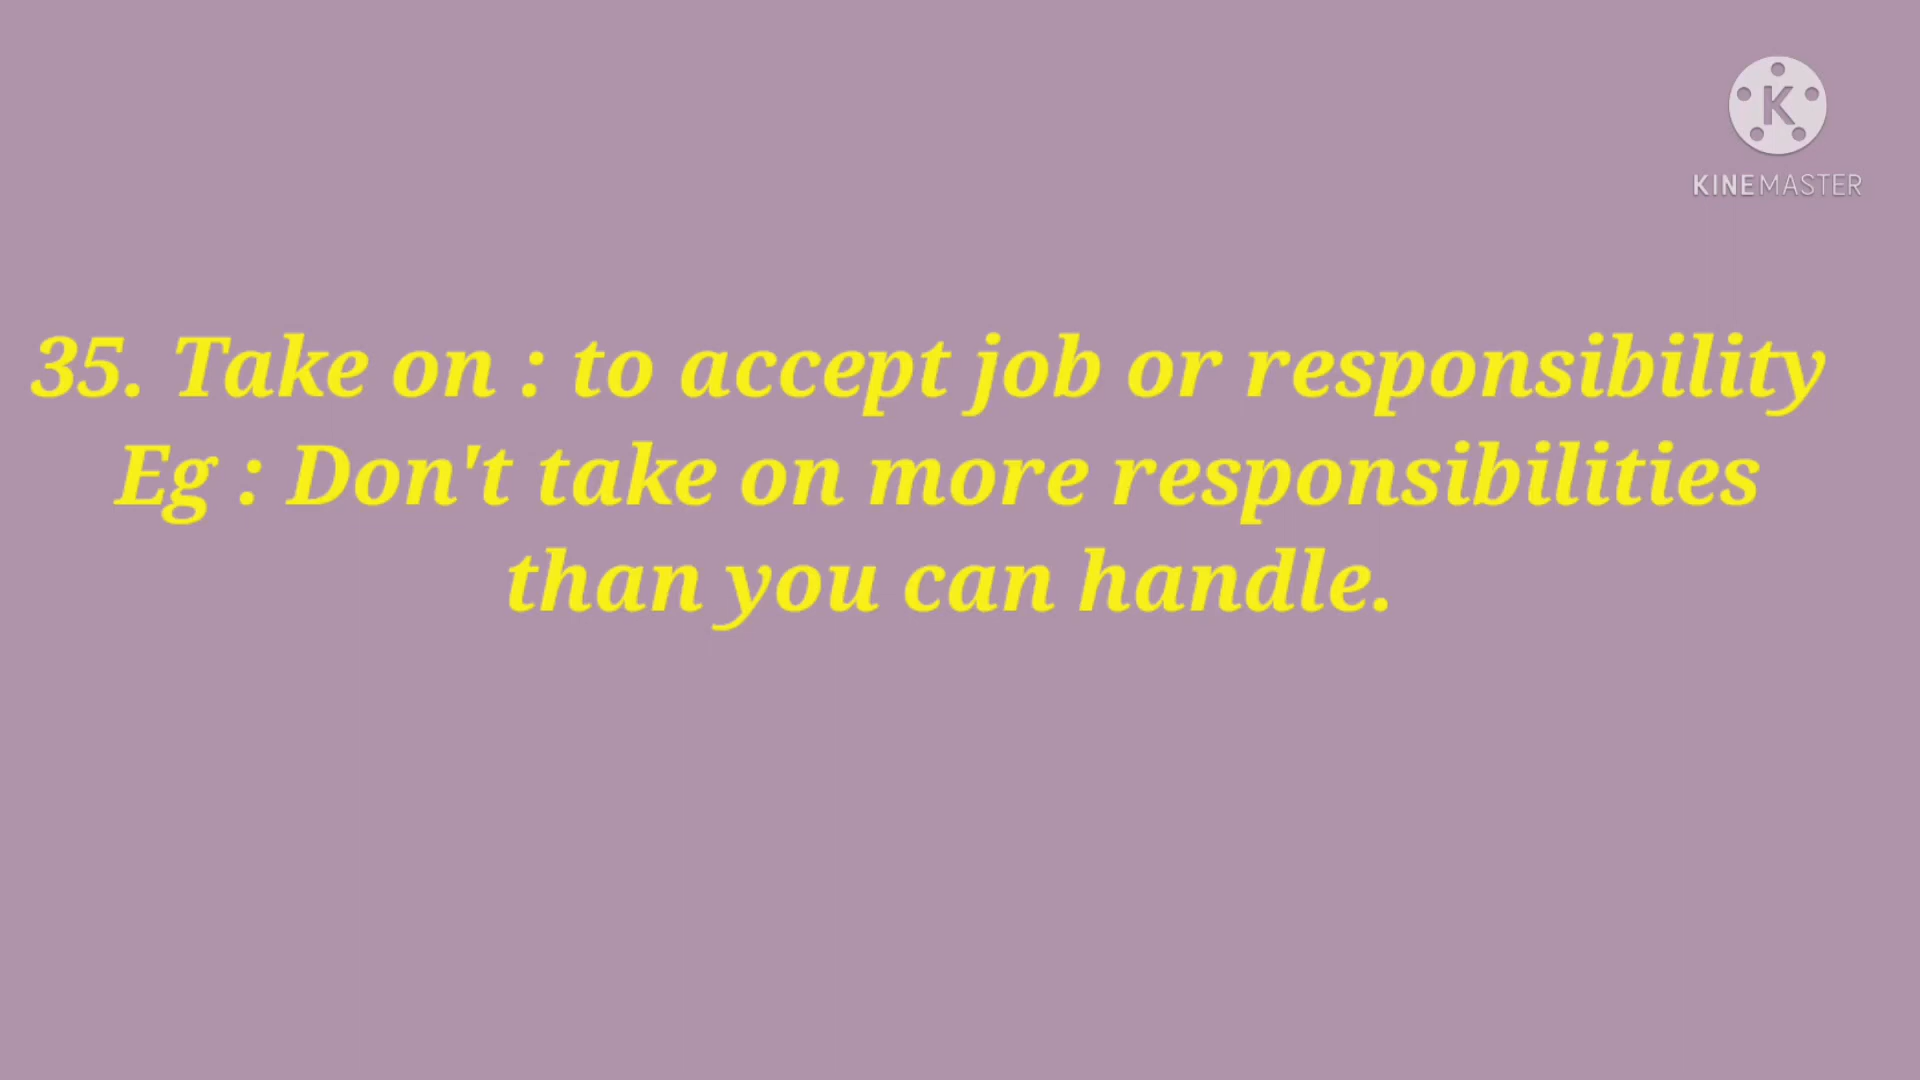 K
KINEMASTER
35. Take on : to accept job or responsibility
Eg : Don't take on more responsibilities
than you can handle.